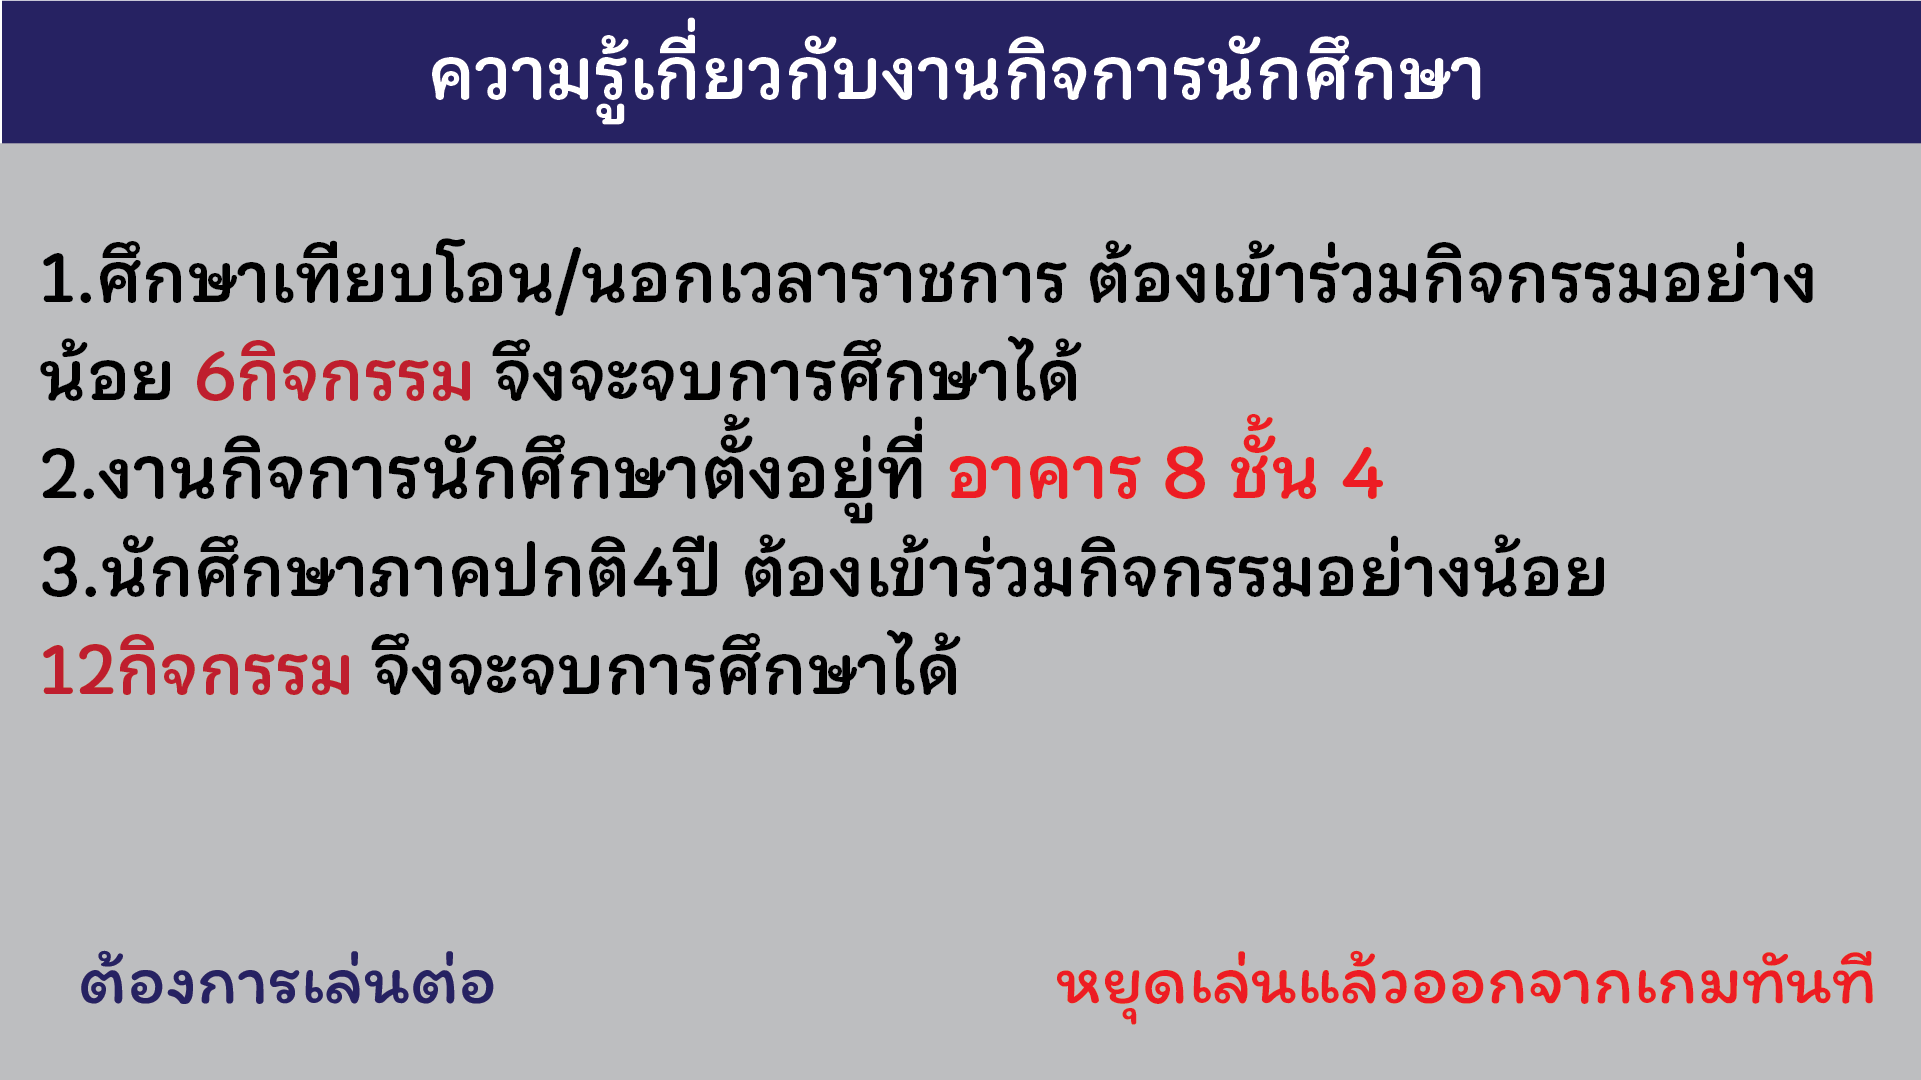 ความรู้เกี่ยวกับงานกิจการนักศึกษา
1.ศึกษาเทียบโอน/นอกเวลาราชการ ต้องเข้าร่วมกิจกรรมอย่าง
น้อย 6กิจกรรม จึงจะจบการศึกษาได้
2.งานกิจการนักศึกษาตั้งอยู่ที่ อาคาร 8 ชั้น 4
3.นักศึกษาภาคปกติ4ปี ต้องเข้าร่วมกิจกรรมอย่างน้อย
12กิจกรรม จึงจะจบการศึกษาได้
ต้องการเล่นต่อ
หยุดเล่นแล้วออกจากเกมทันที